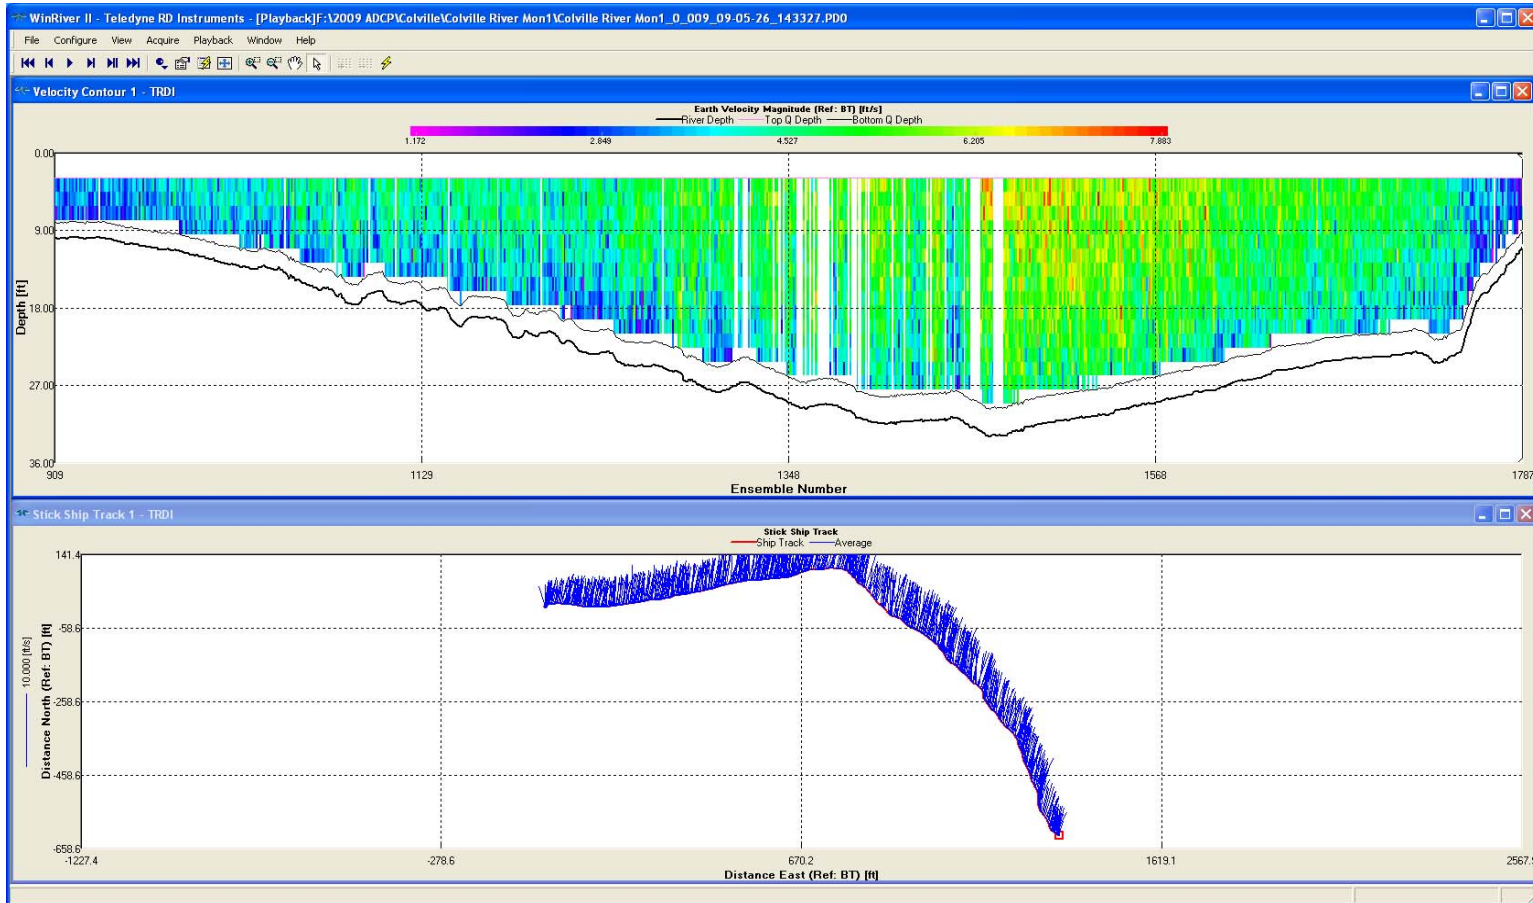 WinRiver II - Teledyne RD Instruments - [Playback]F:\2009 ADCP\Colville\Colville River Mon1\Colville River Mon1_0_009_09-05-26_143327.PD0
File Configure View Acquire Playback Window Help
Velocity Contour 1 - TRDI
Earth Velocity Magnitude (Ref: BT) [ft/s]
River Depth Top Q Depth Bottom Q Depth
1.172 2.849 4.527 6.205 7.883
0.00
9.00
18.00
27.00
36.00
Depth [ft]
909 1129 1348 1568 1787
Ensemble Number
Stick Ship Track 1 - TRDI
Stick Ship Track
Ship Track Average
141.4
-58.6
-258.6
-458.6
-658.6
10.000 [ft/s]
Distance North (Ref: BT) [ft]
-1227.4 -278.6 670.2 1619.1 2567.9
Distance East (Ref: BT) [ft]